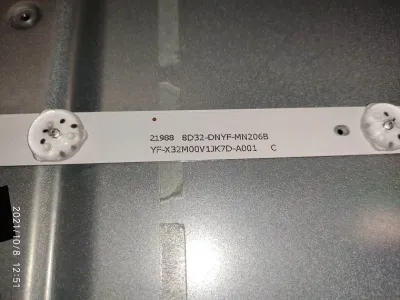 21988 8D32-DNYF-MN206B
YF-X32M00V1JK7D-A001 C
2021/10/8 12:51